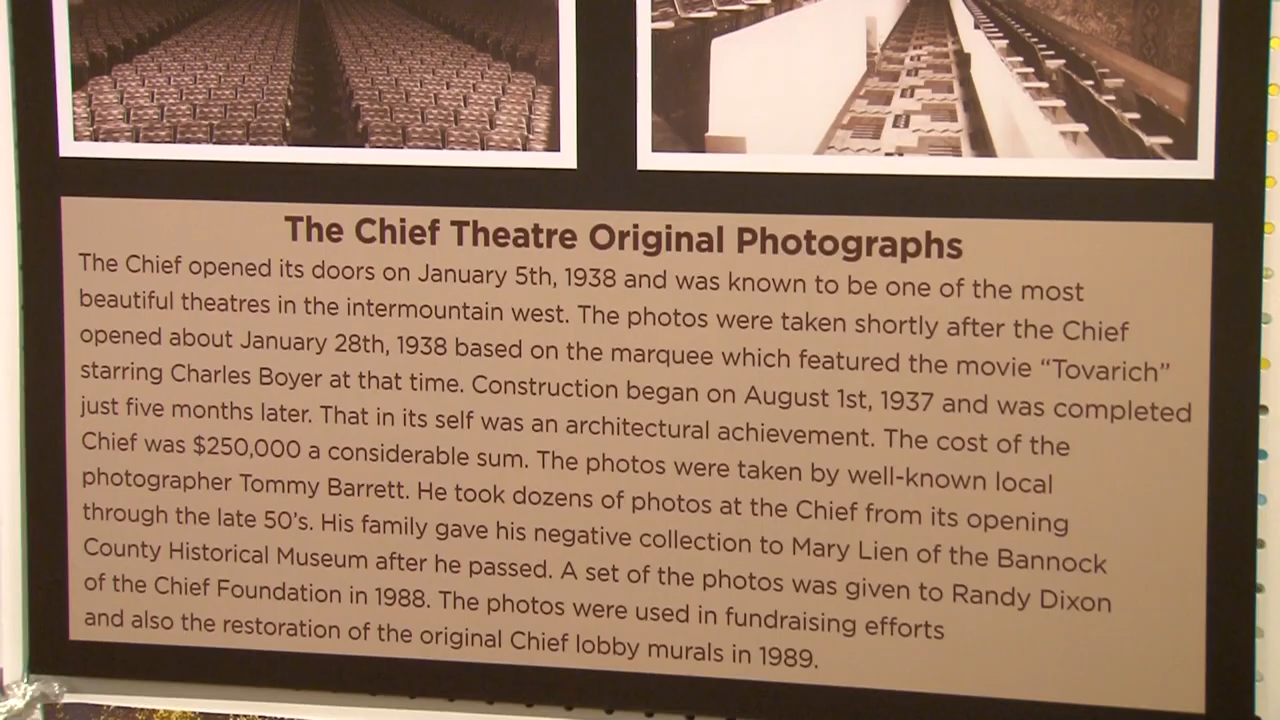 The Chief Theatre Original Photographs
The Chief opened its doors on January 5th, 1938 and was known to be one of the most
beautiful theatres in the intermountain west. The photos were taken shortly after the Chief
opened about January 28th, 1938 based on the marquee which featured the movie “Tovarich”
starring Charles Boyer at that time. Construction began on August 1st, 1937 and was completed
just five months later. That in its self was an architectural achievement. The cost of the
Chief was $250,000 a considerable sum. The photos were taken by well-known local
photographer Tommy Barrett. He took dozens of photos at the Chief from its opening
through the late 50's. His family gave his negative collection to Mary Lien of the Bannock
County Historical Museum after he passed. A set of the photos was given to Randy Dixon
of the Chief Foundation in 1988. The photos were used in fundraising efforts
and also the restoration of the original Chief lobby murals in 1989.